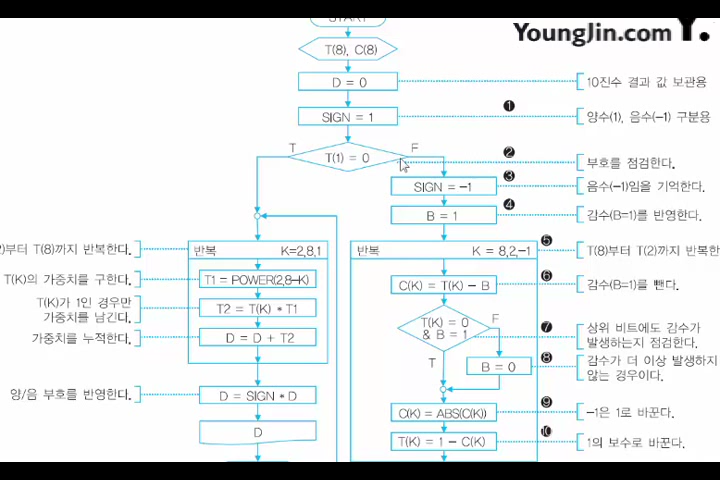 START
YoungJin.com Y.
T(8), C(8)
D = 0
10진수 결과 값 보관용
SIGN = 1
❶
양수(1), 음수(-1) 구분용
T
T(1) = 0
F
❷
부호를 점검한다.
SIGN = -1
❸
음수(-1)임을 기억한다.
B = 1
❹
감수(B=1)를 반영한다.
)부터 T(8)까지 반복한다.
반복 K=2,8,1
반복 K = 8,2,-1
❺
T(8)부터 T(2)까지 반복한
T(K)의 가중치를 구한다.
T1 = POWER(2,8-K)
C(K) = T(K) - B
❻
감수(B=1)를 뺀다.
T(K)가 1인 경우만
가중치를 남긴다.
T2 = T(K) * T1
T(K) = 0
& B = 1
F
T
❼
상위 비트에도 감수가
발생하는지 점검한다.
가중치를 누적한다.
D = D + T2
B = 0
❽
감수가 더 이상 발생하지
않는 경우이다.
양/음 부호를 반영한다.
D = SIGN * D
C(K) = ABS(C(K))
❾
-1은 1로 바꾼다.
D
T(K) = 1 - C(K)
❿
1의 보수로 바꾼다.